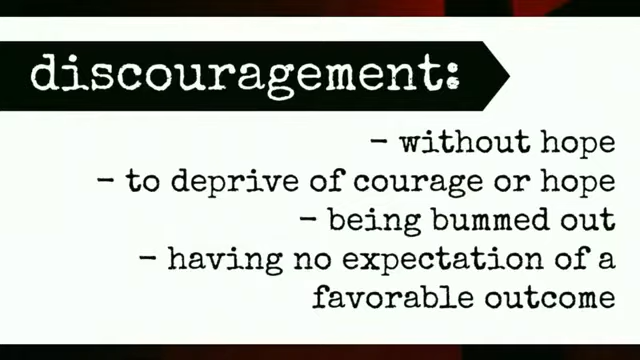 discouragement:
- without hope
- to deprive of courage or hope
- being bummed out
- having no expectation of a
favorable outcome